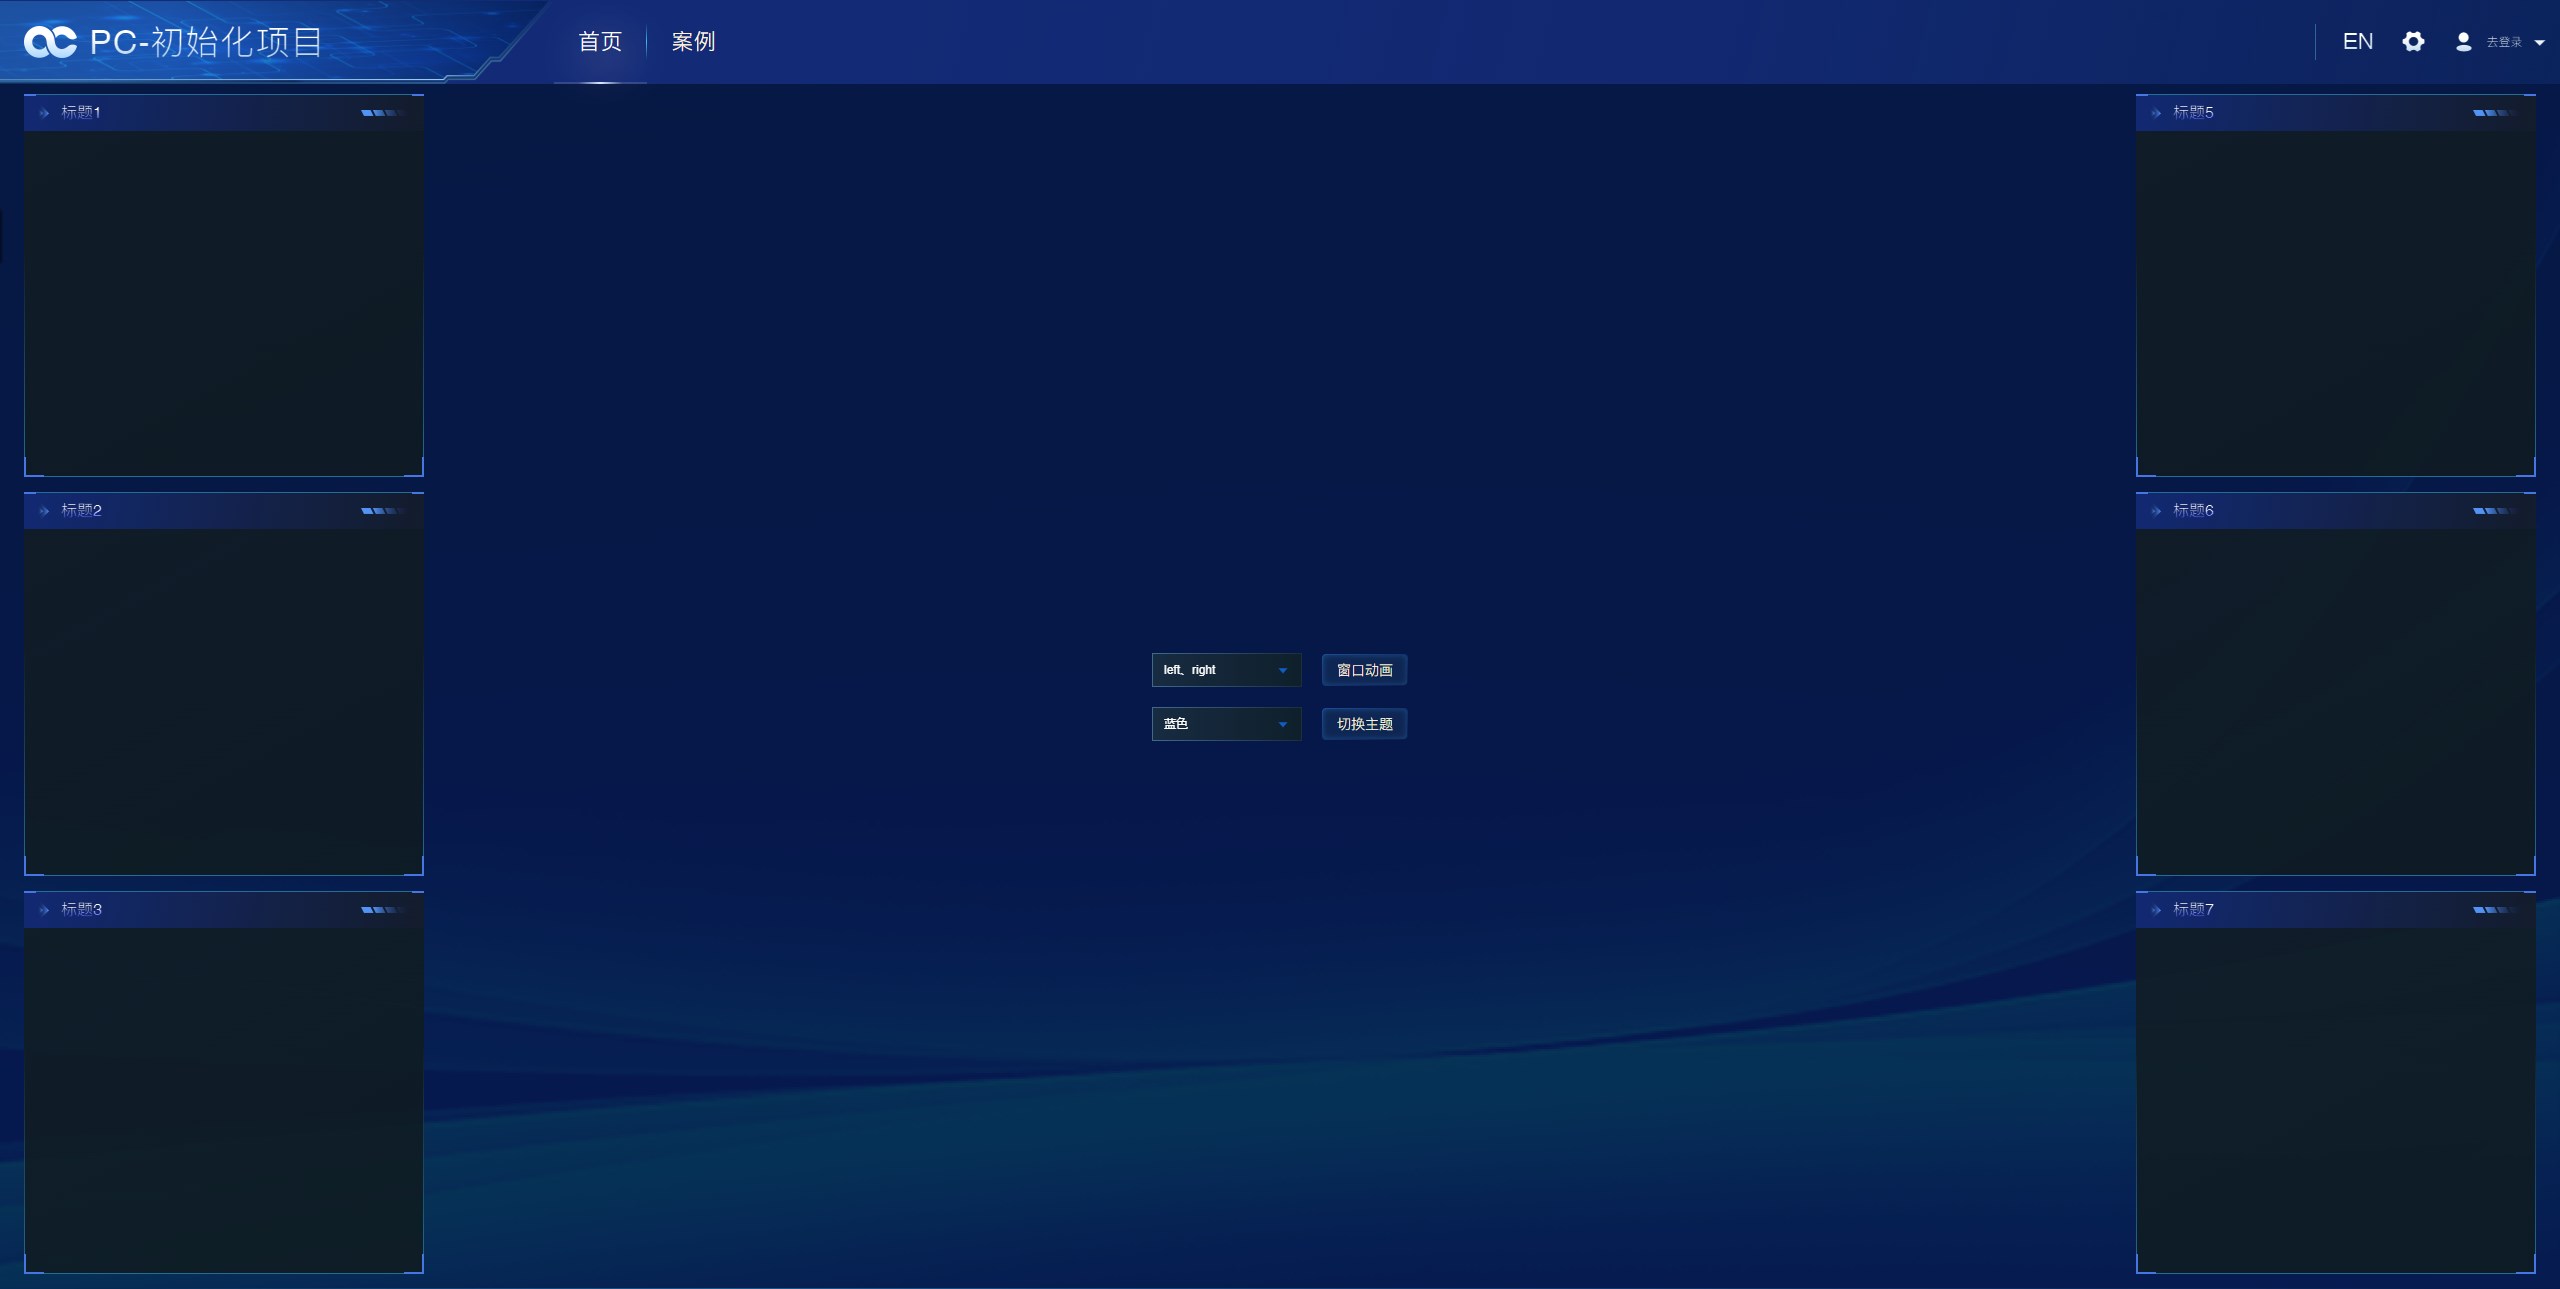 PC-初始化项目
首页
案例
EN
去登录
标题1
标题5
标题2
标题6
left、right
窗口动画
蓝色
切换主题
标题3
标题7